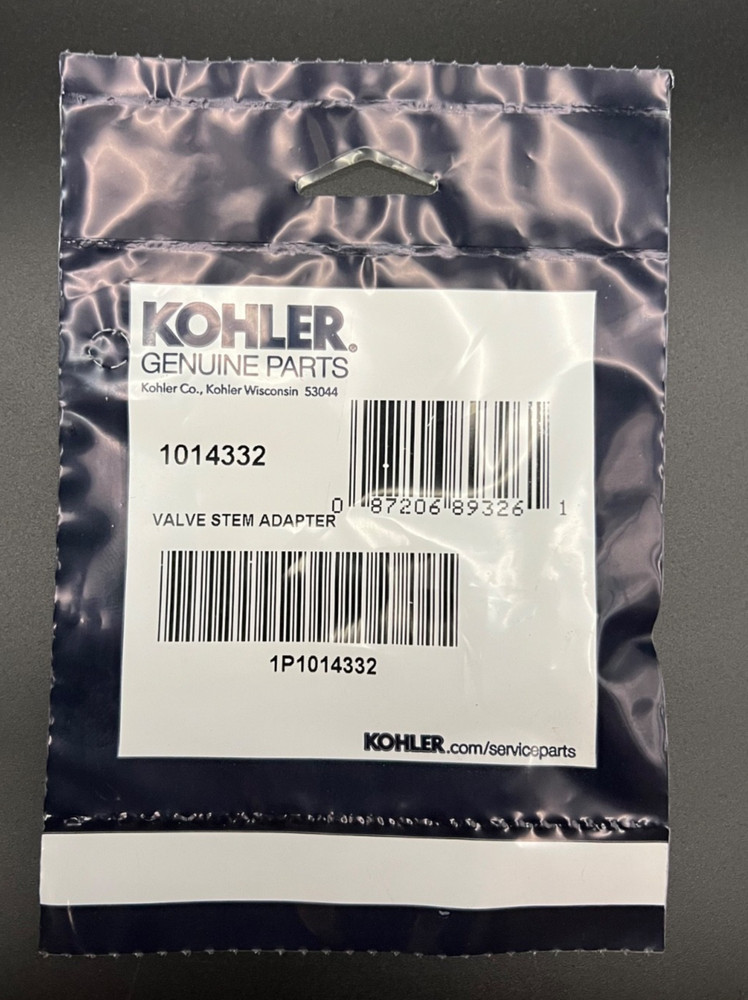 KOHLER®
GENUINE PARTS
Kohler Co., Kohler Wisconsin 53044
1014332
0 87206 89326 1
VALVE STEM ADAPTER
1P1014332
KOHLER.com/serviceparts